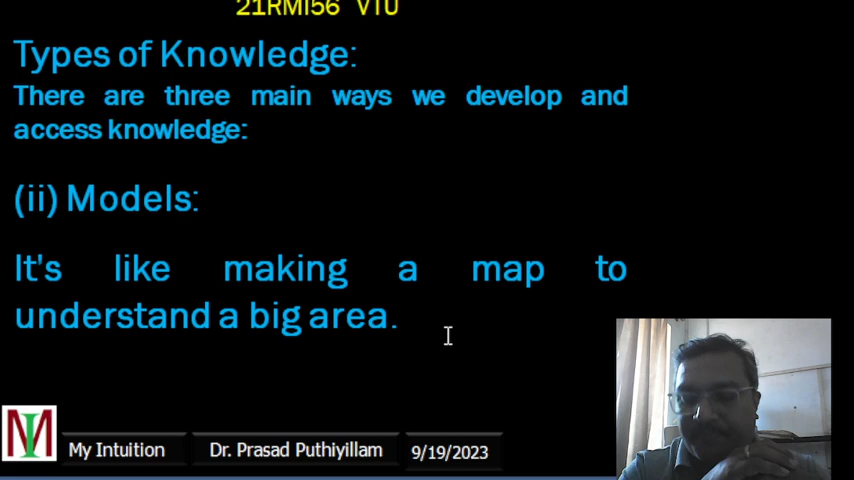 21RMI56 VTU
Types of Knowledge:
There are three main ways we develop and
access knowledge:
(ii) Models:
It's like making a map to
understand a big area.
MI
My Intuition
Dr. Prasad Puthiyillam
9/19/2023